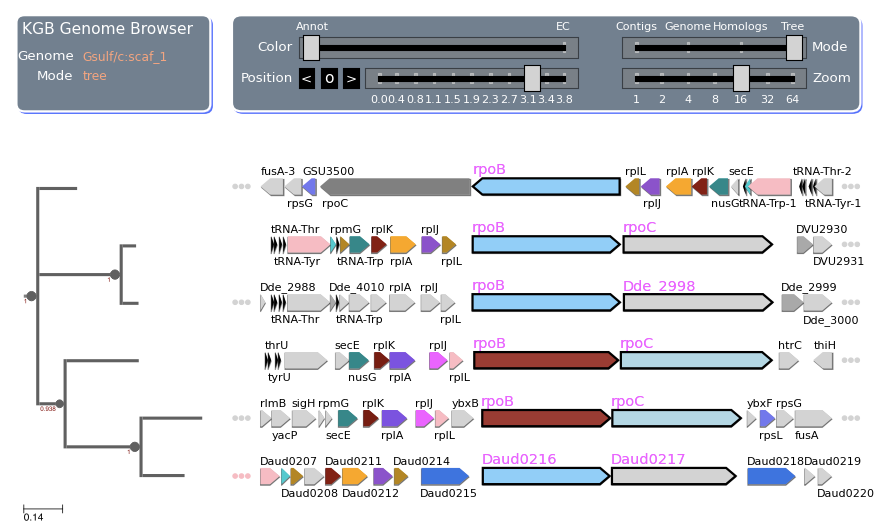 KGB Genome Browser
Genome Gsulf/c:scaf_1
Mode tree
Annot EC
Contigs Genome Homologs Tree
Color
Mode
Position < o >
Zoom
0.0 0.4 0.8 1.1 1.5 1.9 2.3 2.7 3.1 3.4 3.8
1 2 4 8 16 32 64
fusA-3 GSU3500 rpoB rplL rplA rplK secE tRNA-Thr-2
rpsG rpoC rplJ nusG tRNA-Trp-1 tRNA-Tyr-1
tRNA-Thr rpmG rplK rplJ rpoB rpoC DVU2930
tRNA-Tyr tRNA-Trp rplA rplL DVU2931
Dde_2988 Dde_4010 rplA rplJ rpoB Dde_2998 Dde_2999
tRNA-Thr tRNA-Trp rplL Dde_3000
thrU secE rplK rplJ rpoB rpoC htrC thiH
tyrU nusG rplA rplL
rlmB sigH rpmG rplK rplJ ybxB rpoB rpoC ybxF rpsG
yacP secE rplA rplL rpsL fusA
Daud0207 Daud0211 Daud0214 Daud0216 Daud0217 Daud0218 Daud0219
Daud0208 Daud0212 Daud0215 Daud0220
1
1
0.938
1
0.14